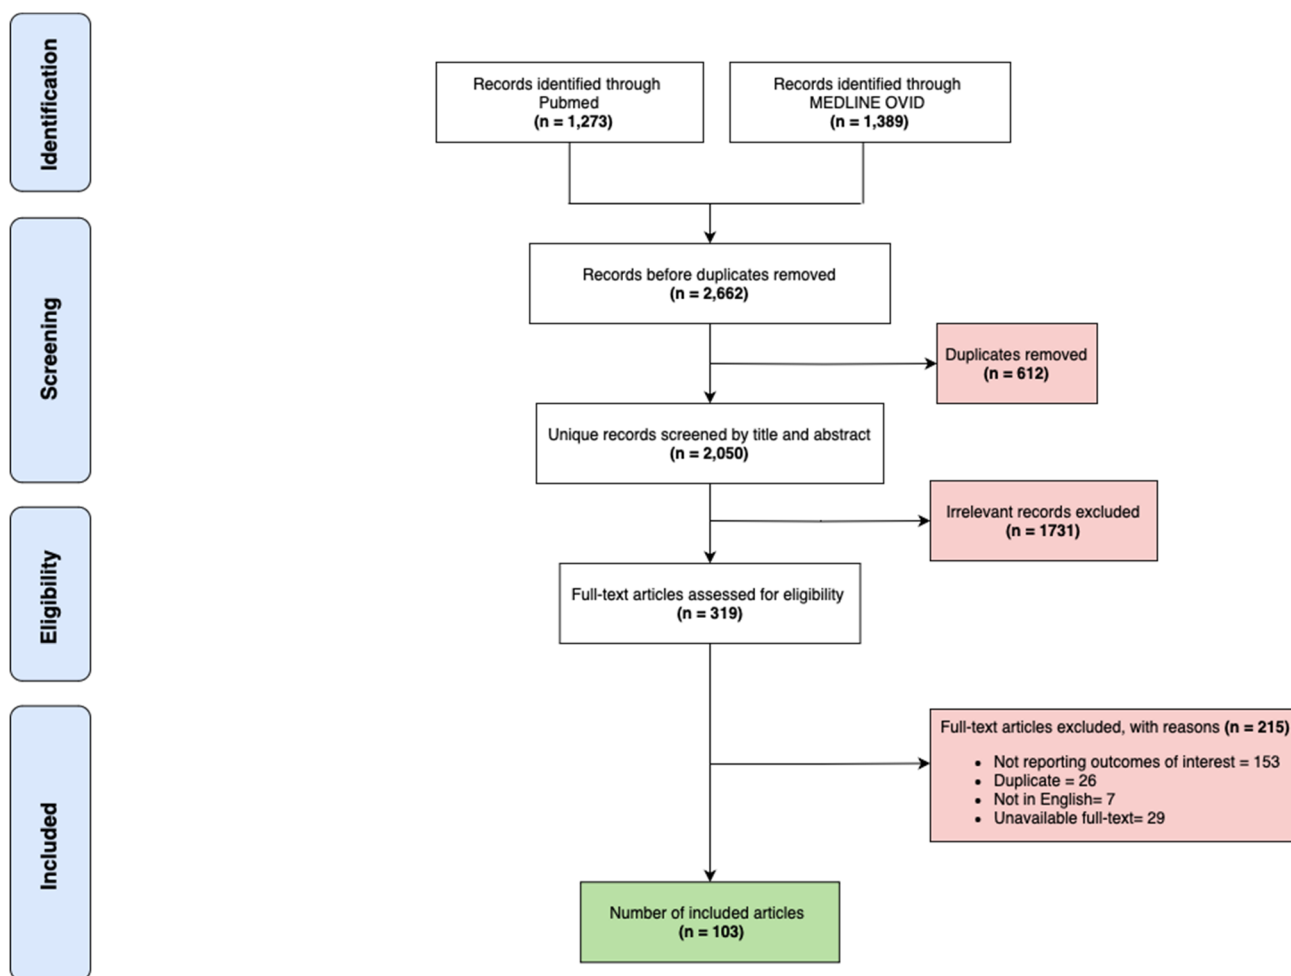 Identification
Records identified through
Pubmed
(n = 1,273)
Records identified through
MEDLINE OVID
(n = 1,389)
Screening
Records before duplicates removed
(n = 2,662)
Duplicates removed
(n = 612)
Unique records screened by title and abstract
(n = 2,050)
Eligibility
Irrelevant records excluded
(n = 1731)
Full-text articles assessed for eligibility
(n = 319)
Included
Full-text articles excluded, with reasons (n = 215)
• Not reporting outcomes of interest = 153
• Duplicate = 26
• Not in English= 7
• Unavailable full-text= 29
Number of included articles
(n = 103)